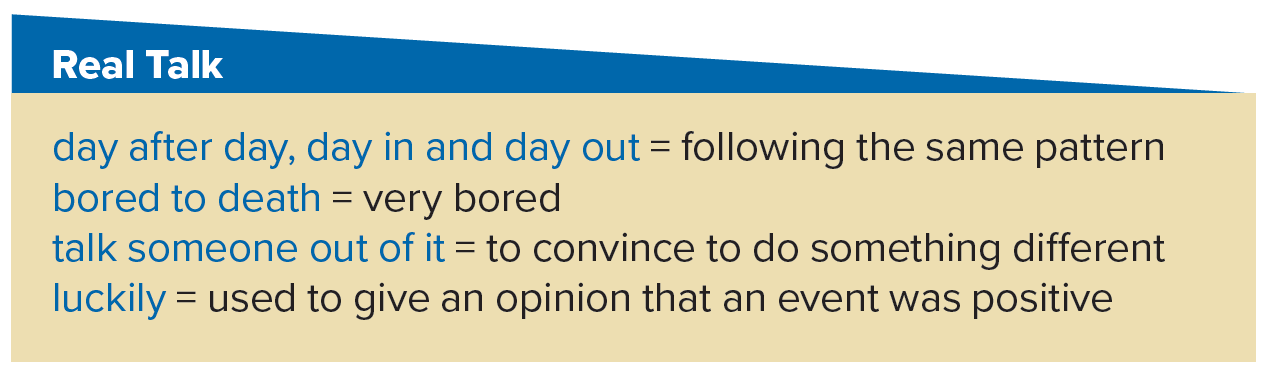 Real Talk
day after day, day in and day out = following the same pattern
bored to death = very bored
talk someone out of it = to convince to do something different
luckily = used to give an opinion that an event was positive